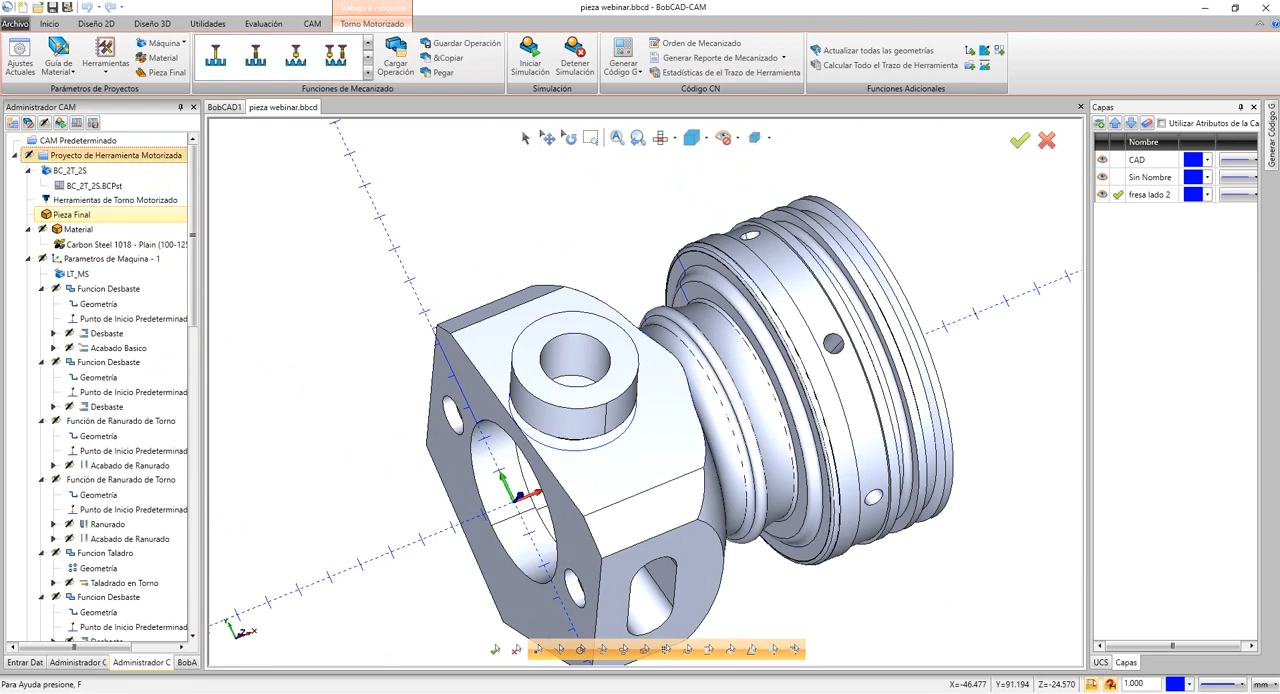 pieza webinar.bbcd - BobCAD-CAM
Trabajo a máquina
Archivo Inicio Diseño 2D Diseño 3D Utilidades Evaluación CAM Torno Motorizado
Ajustes Actuales
Guía de Material
Herramientas
Máquina
Material
Pieza Final
Parámetros de Proyectos
Cargar Operación
Guardar Operación
&Copiar
Pegar
Funciones de Mecanizado
Iniciar Simulación
Detener Simulación
Simulación
Generar Código G
Orden de Mecanizado
Generar Reporte de Mecanizado
Estadísticas de el Trazo de Herramienta
Código CN
Actualizar todas las geometrías
Calcular Todo el Trazo de Herramienta
Funciones Adicionales
Administrador CAM
BobCAD1 pieza webinar.bbcd
CAM Predeterminado
Proyecto de Herramienta Motorizada
BC_2T_2S
BC_2T_2S.BCPst
Herramientas de Torno Motorizado
Pieza Final
Material
Carbon Steel 1018 - Plain (100-125
Parametros de Maquina - 1
LT_MS
Funcion Desbaste
Geometría
Punto de Inicio Predeterminad
Desbaste
Acabado Basico
Funcion Desbaste
Geometría
Punto de Inicio Predeterminad
Desbaste
Función de Ranurado de Torno
Geometría
Punto de Inicio Predeterminad
Acabado de Ranurado
Función de Ranurado de Torno
Geometría
Punto de Inicio Predeterminad
Ranurado
Acabado de Ranurado
Funcion Taladro
Geometría
Taladrado en Torno
Funcion Desbaste
Geometría
Punto de Inicio Predeterminad
Entrar Dat Administrador C Administrador C BobA
Capas
Utilizar Atributos de la Ca
Nombre
CAD
Sin Nombre
fresa lado 2
UCS Capas
Generar Código G
Y
Z
X
Para Ayuda presione, F
X=-46.477 Y=91.194 Z=-24.570 1.000 mm